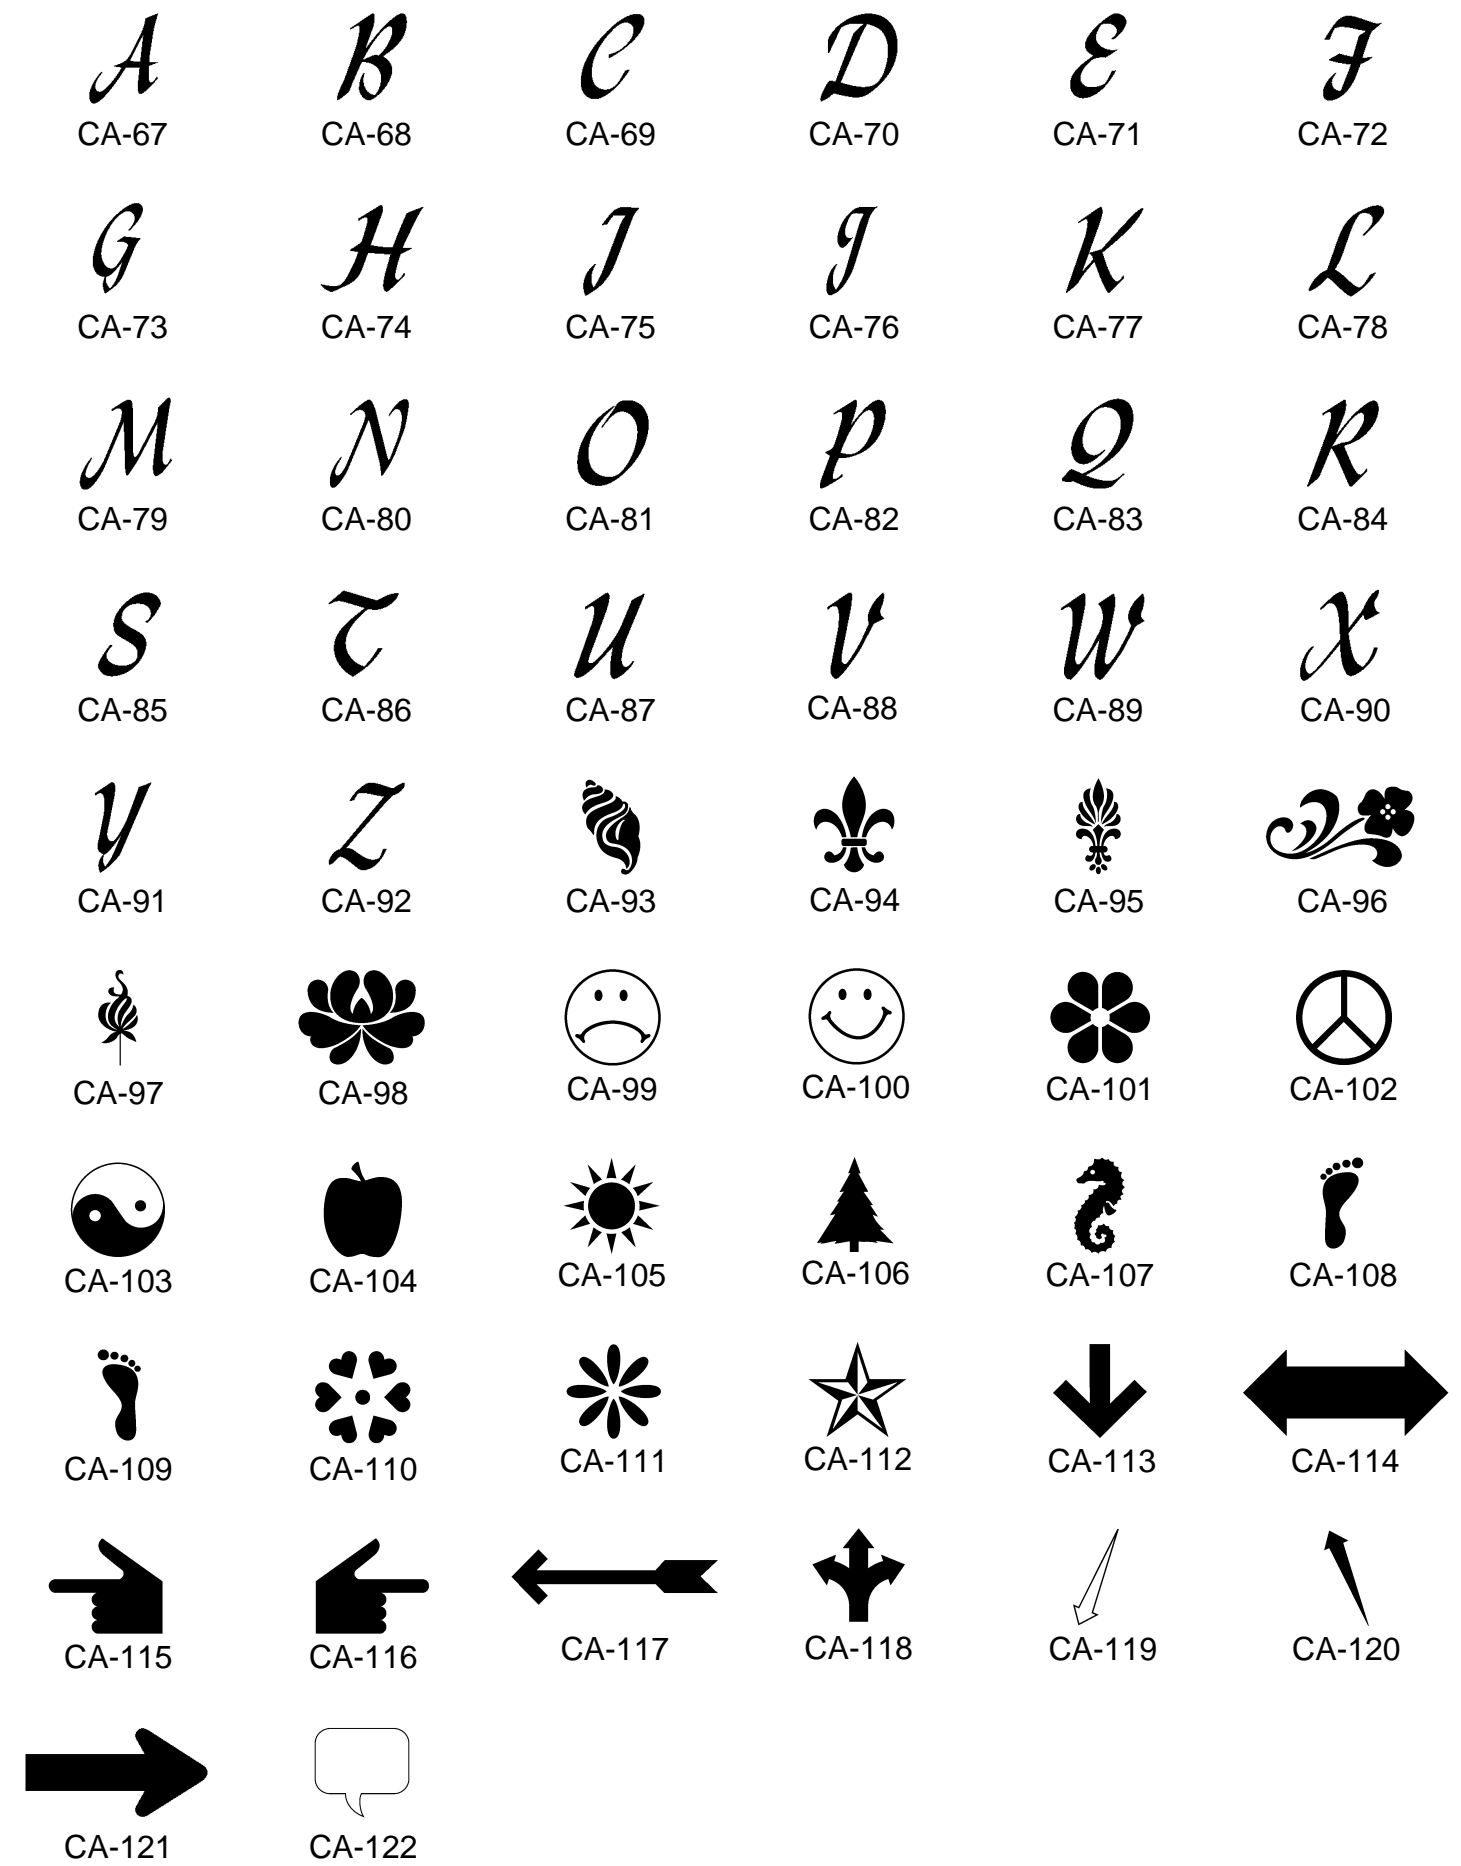 A B C D E F
CA-67 CA-68 CA-69 CA-70 CA-71 CA-72
G H I J K L
CA-73 CA-74 CA-75 CA-76 CA-77 CA-78
M N O P Q R
CA-79 CA-80 CA-81 CA-82 CA-83 CA-84
S T U V W X
CA-85 CA-86 CA-87 CA-88 CA-89 CA-90
Y Z
CA-91 CA-92 CA-93 CA-94 CA-95 CA-96
CA-97 CA-98 CA-99 CA-100 CA-101 CA-102
CA-103 CA-104 CA-105 CA-106 CA-107 CA-108
CA-109 CA-110 CA-111 CA-112 CA-113 CA-114
CA-115 CA-116 CA-117 CA-118 CA-119 CA-120
CA-121 CA-122